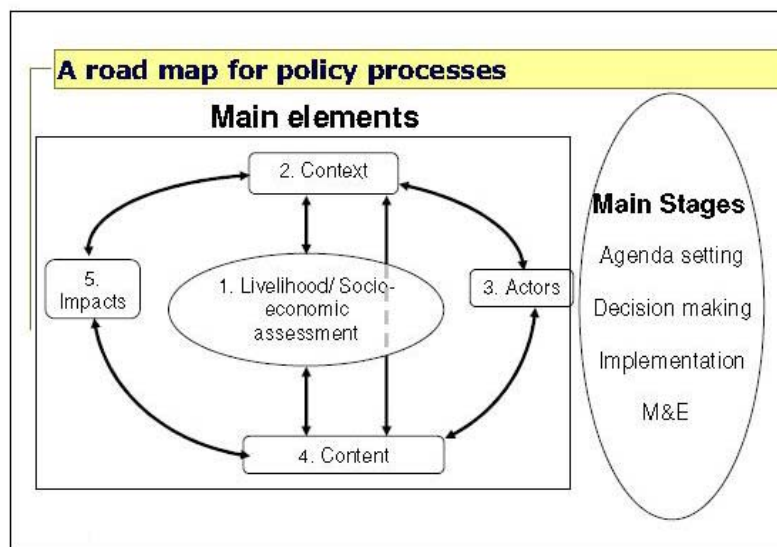 A road map for policy processes
Main elements
2. Context
1. Livelihood/ Socio-
economic
assessment
5.
Impacts
3. Actors
4. Content
Main Stages
Agenda setting
Decision making
Implementation
M&E